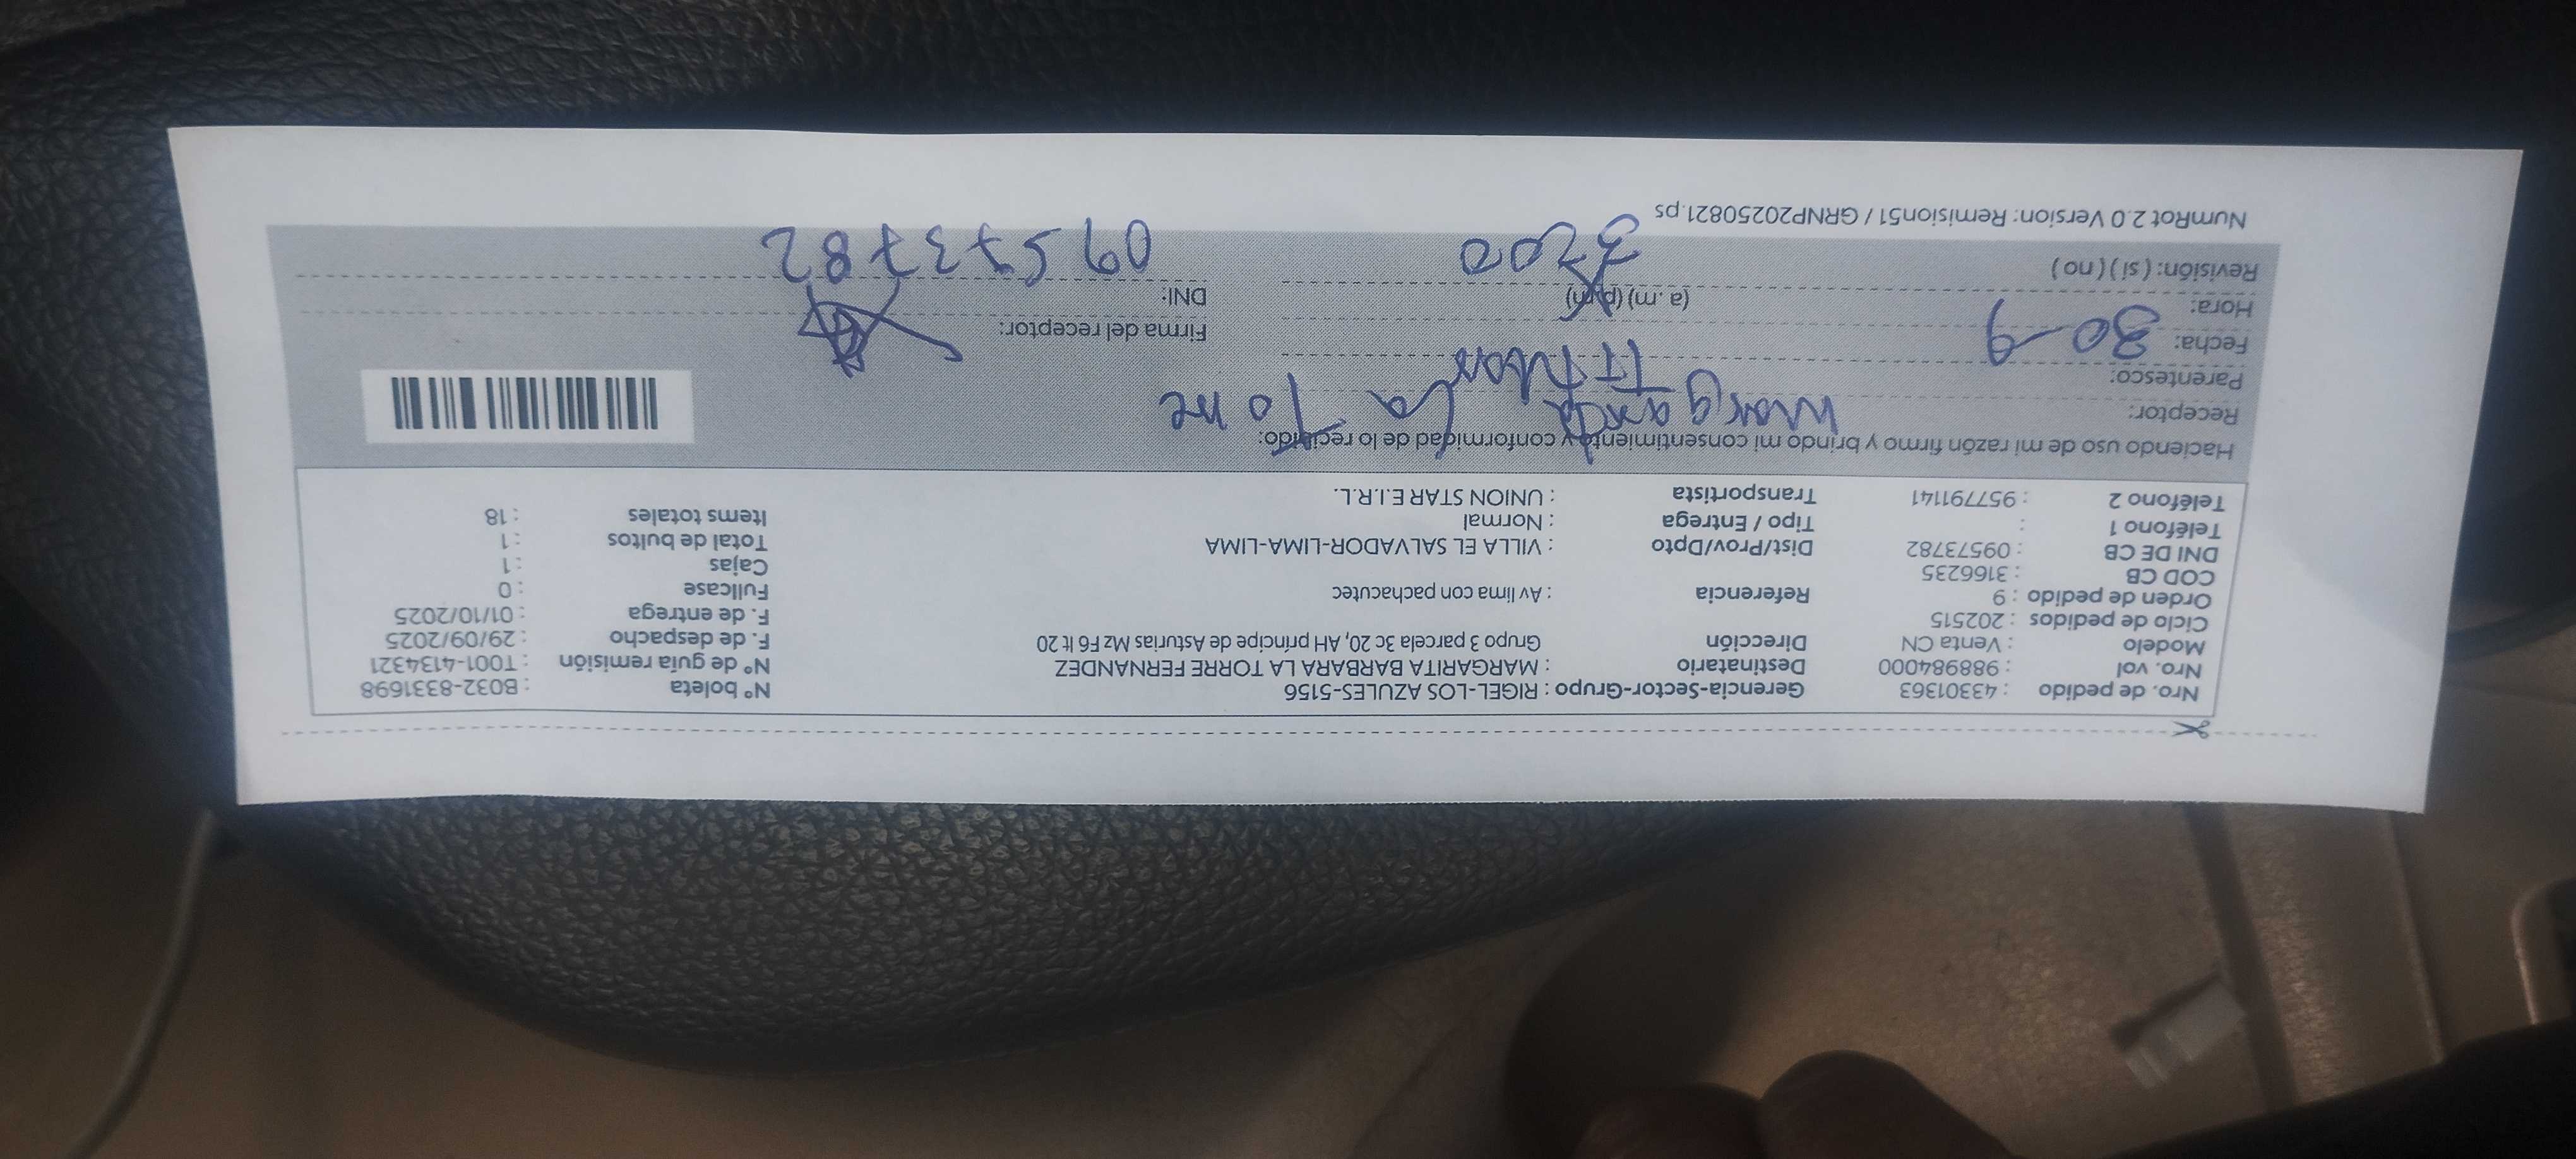 Nro. de pedido : 43301363 Gerencia-Sector-Grupo : RIGEL-LOS AZULES-5156 N° boleta : B032-8331698
Nro. vol : 988984000 Destinatario : MARGARITA BARBARA LA TORRE FERNANDEZ N° de guía remisión : T001-4134321
Modelo : Venta CN Dirección Grupo 3 parcela 3c 20, AH príncipe de Asturias Mz F6 lt 20 F. de despacho : 29/09/2025
Ciclo de pedidos : 202515 F. de entrega : 01/10/2025
Orden de pedido : 9 Referencia : Av lima con pachacutec Fullcase : 0
COD CB : 3166235 Cajas : 1
DNI DE CB : 09573782 Dist/Prov/Dpto : VILLA EL SALVADOR-LIMA-LIMA Total de bultos : 1
Teléfono 1 : Tipo / Entrega : Normal Items totales : 18
Teléfono 2 : 957791141 Transportista : UNION STAR E.I.R.L.
Haciendo uso de mi razón firmo y brindo mi consentimiento y conformidad de lo recibido:
Receptor: Margarita La Torre
Parentesco: Titular
Fecha: 30-9 Firma del receptor:
Hora: (a.m) (p.m) DNI: 09573782
Revisión: (si) (no)
NumRot 2.0 Version: Remision51 / GRNP20250821.ps